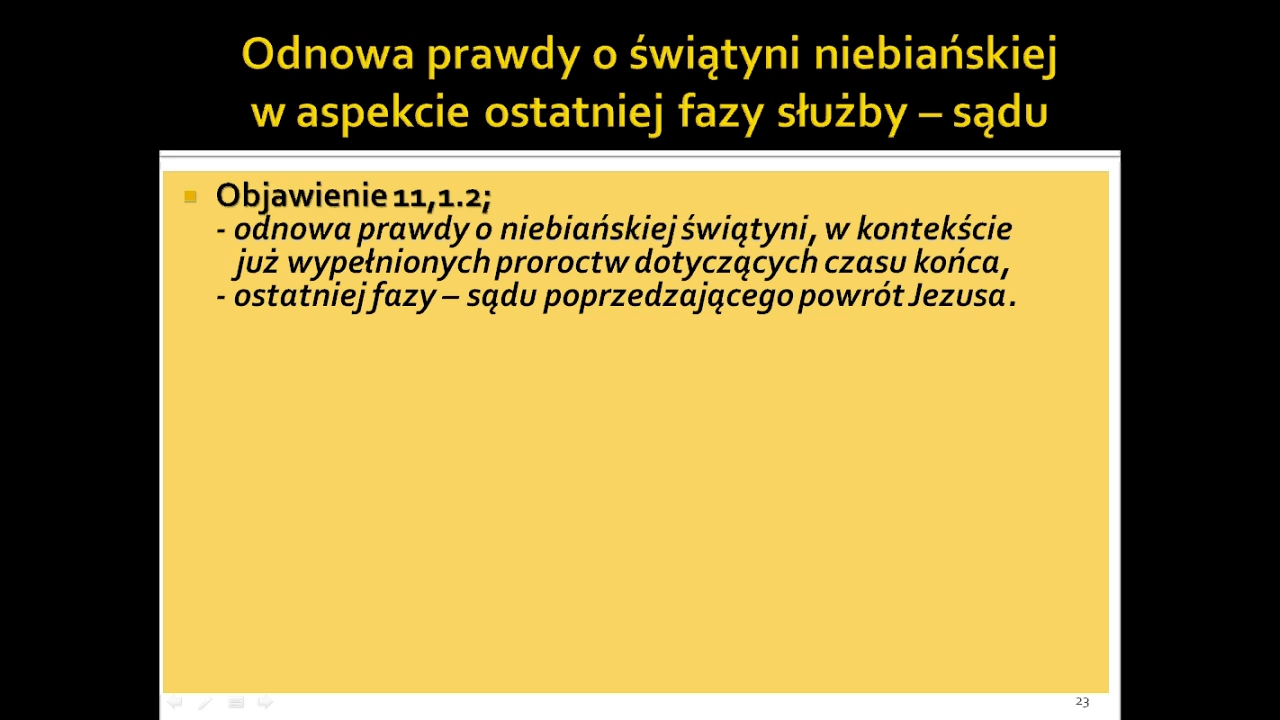 Odnowa prawdy o świątyni niebiańskiej
w aspekcie ostatniej fazy służby – sądu
Objawienie 11,1.2;
- odnowa prawdy o niebiańskiej świątyni, w kontekście
już wypełnionych proroctw dotyczących czasu końca,
- ostatniej fazy – sądu poprzedzającego powrót Jezusa.
23